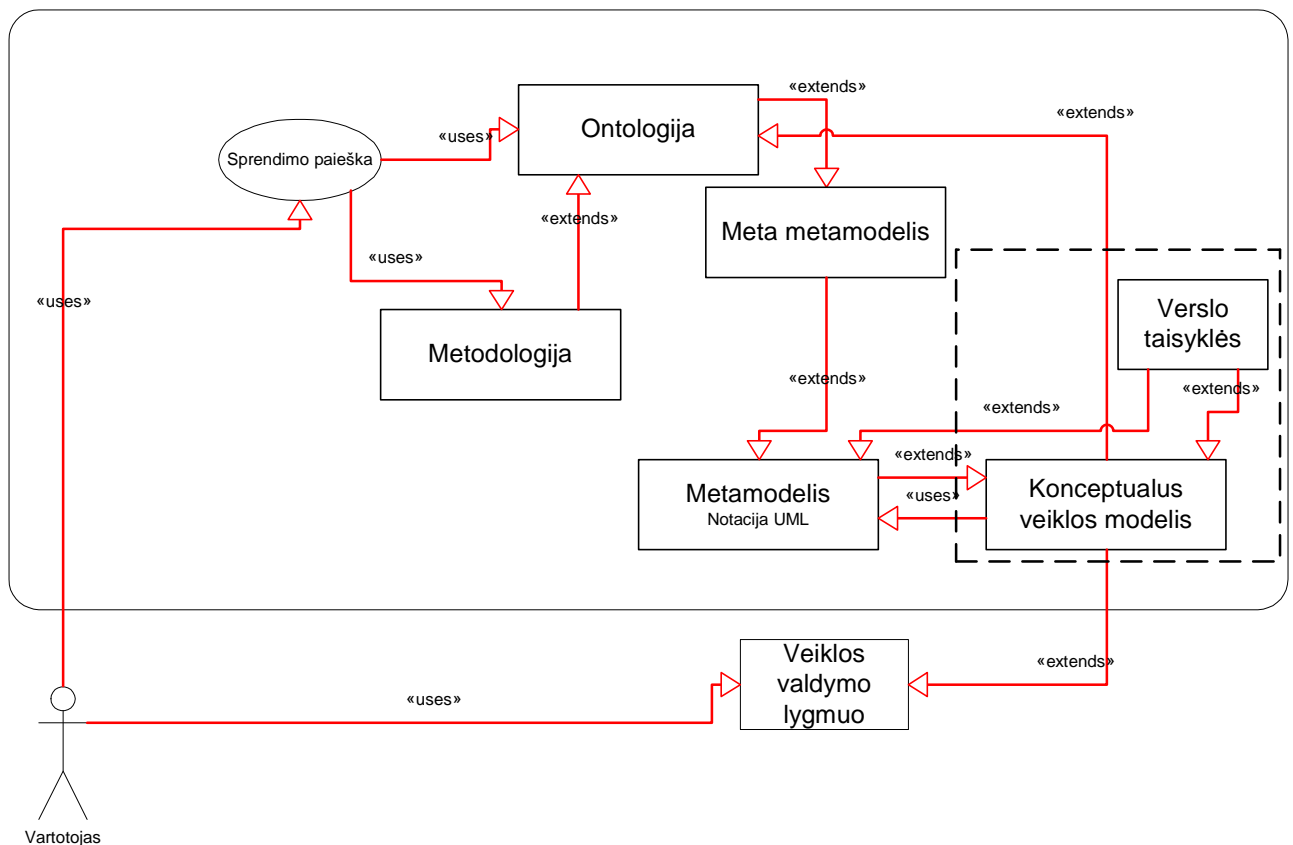 «extends»
«extends»
Ontologija
«uses»
Sprendimo paieška
«extends»
Meta metamodelis
«uses»
«uses»
Verslo
taisyklės
Metodologija
«extends»
«extends»
«extends»
«extends»
Metamodelis
Notacija UML
«uses»
Konceptualus
veiklos modelis
Veiklos
valdymo
lygmuo
«extends»
«uses»
Vartotojas